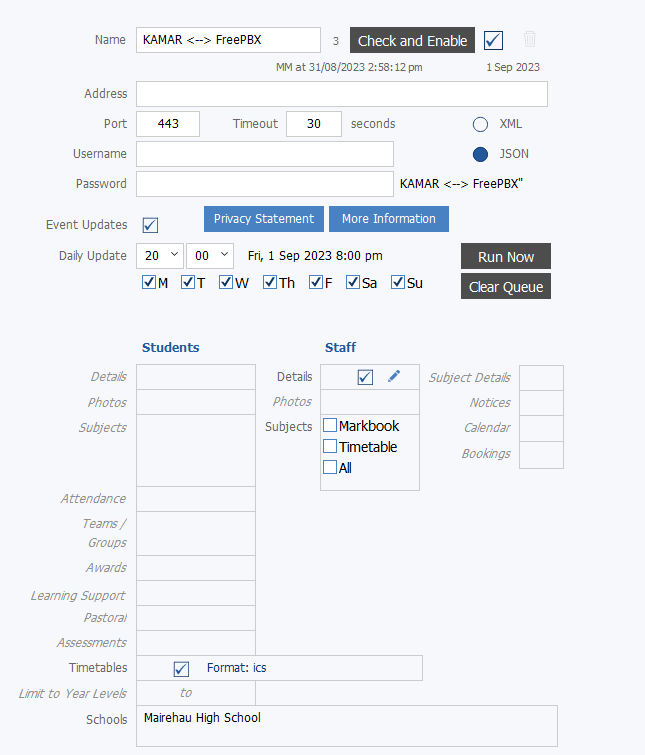 Name KAMAR <--> FreePBX 3 Check and Enable
MM at 31/08/2023 2:58:12 pm 1 Sep 2023
Address
Port 443 Timeout 30 seconds XML
Username JSON
Password KAMAR <--> FreePBX"
Event Updates Privacy Statement More Information
Daily Update 20 00 Fri, 1 Sep 2023 8:00 pm Run Now
M T W Th F Sa Su Clear Queue
Students Staff
Details Details Subject Details
Photos Photos Notices
Subjects Subjects Markbook Calendar
Timetable Bookings
All
Attendance
Teams /
Groups
Awards
Learning Support
Pastoral
Assessments
Timetables Format: ics
Limit to Year Levels to
Schools Mairehau High School